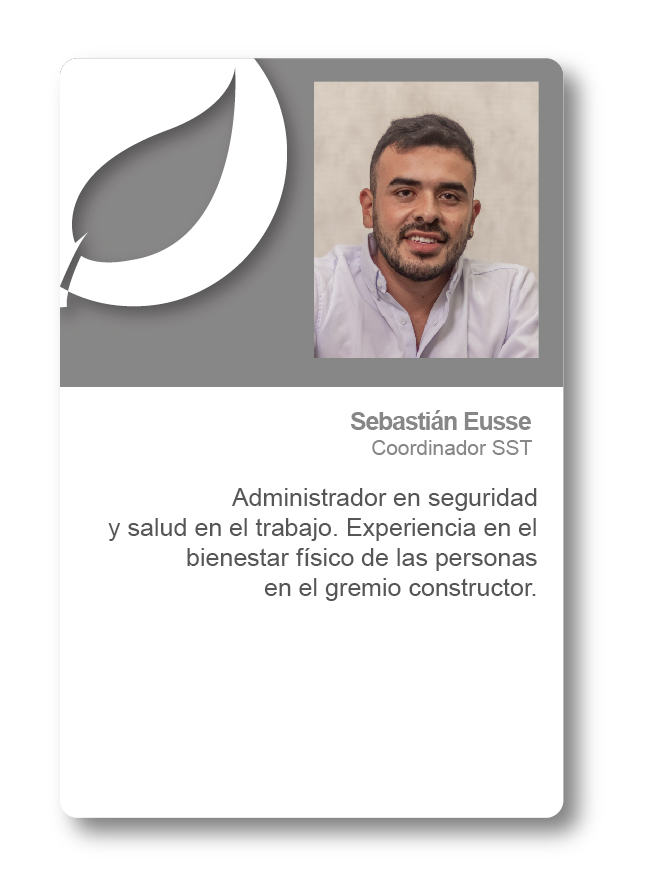 Sebastián Eusse
Coordinador SST
Administrador en seguridad
y salud en el trabajo. Experiencia en el
bienestar físico de las personas
en el gremio constructor.